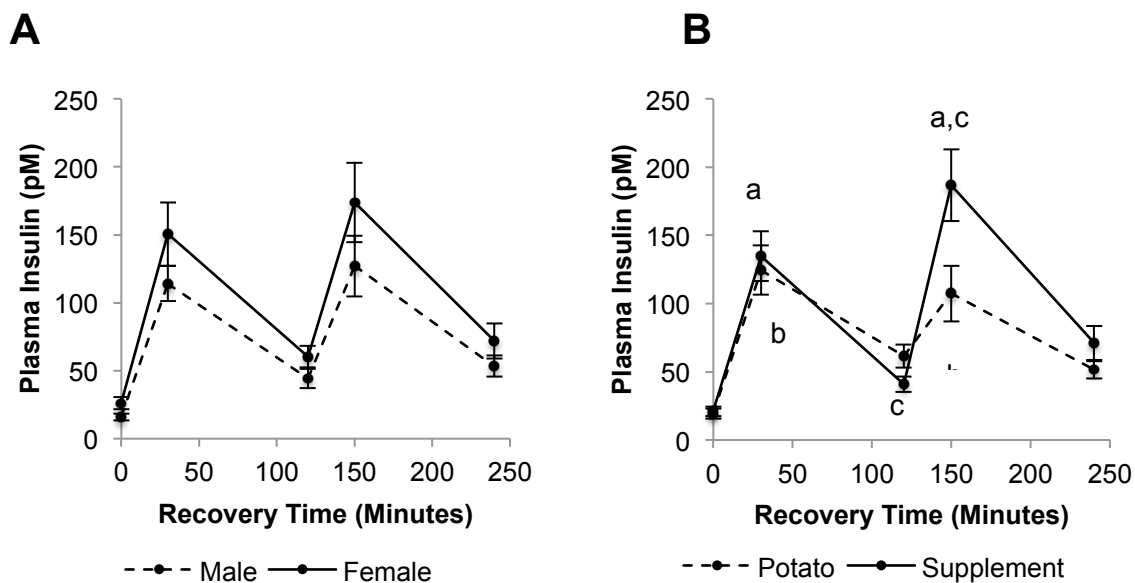 A
250
200
150
100
50
0
Plasma Insulin (pM)
0 50 100 150 200 250
Recovery Time (Minutes)
Male Female
B
250
200
150
100
50
0
Plasma Insulin (pM)
a
b
c
a,c
0 50 100 150 200 250
Recovery Time (Minutes)
Potato Supplement